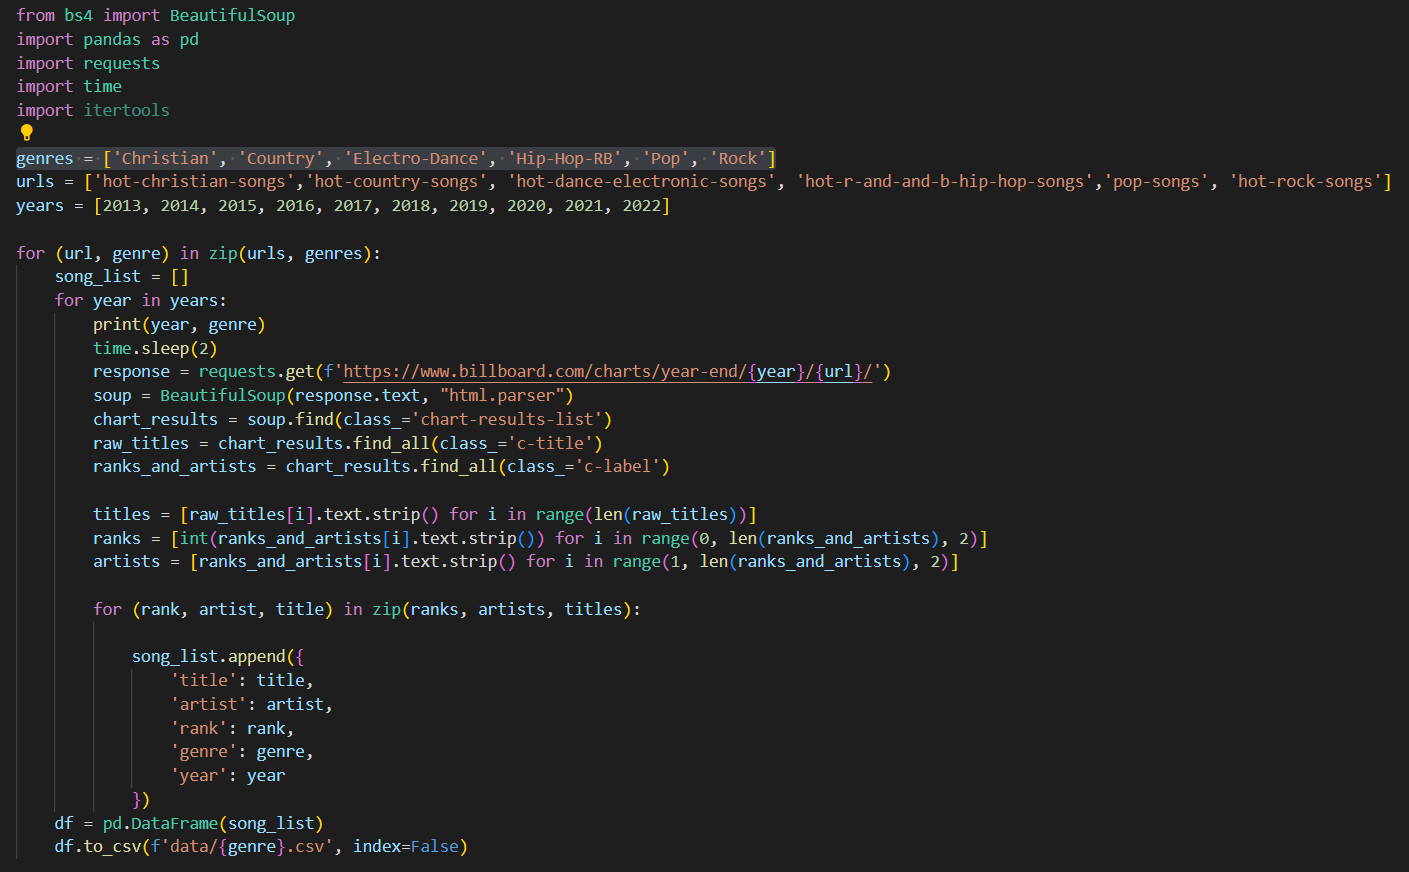 from bs4 import BeautifulSoup
import pandas as pd
import requests
import time
import itertools
genres = ['Christian', 'Country', 'Electro-Dance', 'Hip-Hop-RB', 'Pop', 'Rock']
urls = ['hot-christian-songs','hot-country-songs', 'hot-dance-electronic-songs', 'hot-r-and-and-b-hip-hop-songs','pop-songs', 'hot-rock-songs']
years = [2013, 2014, 2015, 2016, 2017, 2018, 2019, 2020, 2021, 2022]
for (url, genre) in zip(urls, genres):
    song_list = []
    for year in years:
        print(year, genre)
        time.sleep(2)
        response = requests.get(f'https://www.billboard.com/charts/year-end/{year}/{url}/')
        soup = BeautifulSoup(response.text, "html.parser")
        chart_results = soup.find(class_='chart-results-list')
        raw_titles = chart_results.find_all(class_='c-title')
        ranks_and_artists = chart_results.find_all(class_='c-label')
        titles = [raw_titles[i].text.strip() for i in range(len(raw_titles))]
        ranks = [int(ranks_and_artists[i].text.strip()) for i in range(0, len(ranks_and_artists), 2)]
        artists = [ranks_and_artists[i].text.strip() for i in range(1, len(ranks_and_artists), 2)]
        for (rank, artist, title) in zip(ranks, artists, titles):
            song_list.append({
                'title': title,
                'artist': artist,
                'rank': rank,
                'genre': genre,
                'year': year
            })
    df = pd.DataFrame(song_list)
    df.to_csv(f'data/{genre}.csv', index=False)